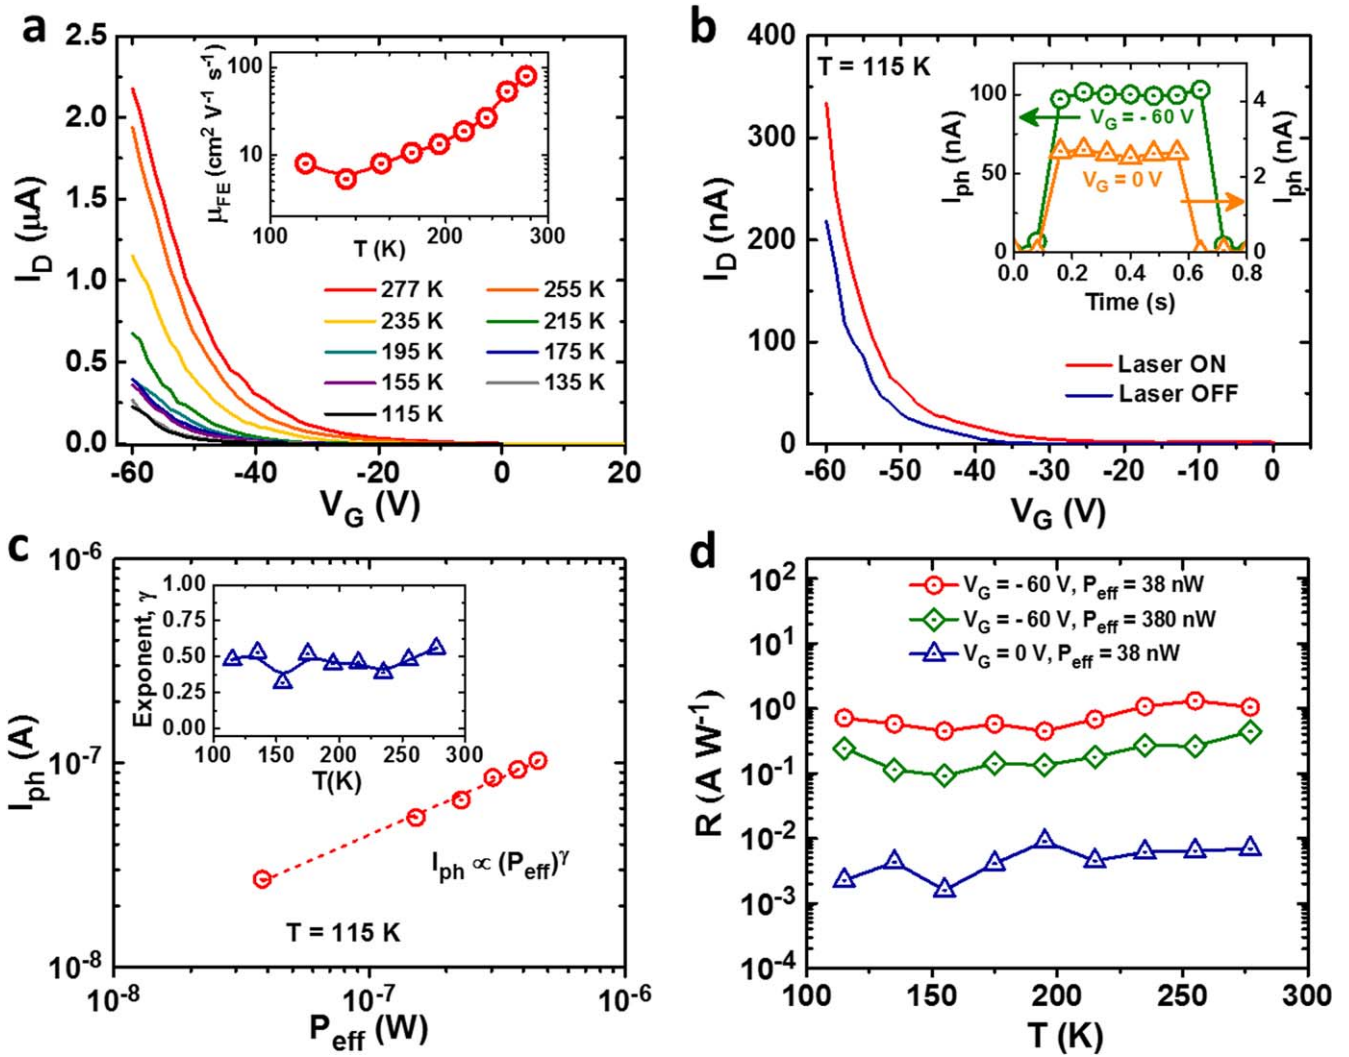 a
2.5
2.0
1.5
1.0
0.5
0.0
I_D (μA)
-60 -40 -20 0 20
V_G (V)
100
10
μ_FE (cm² V⁻¹ s⁻¹)
100 200 300
T (K)
277 K 255 K
235 K 215 K
195 K 175 K
155 K 135 K
115 K
b
400
300
200
100
0
I_D (nA)
-60 -50 -40 -30 -20 -10 0
V_G (V)
T = 115 K
100
50
0
I_ph (nA)
V_G = - 60 V
V_G = 0 V
4
2
0
I_ph (nA)
0.0 0.2 0.4 0.6 0.8
Time (s)
Laser ON
Laser OFF
c
10⁻⁶
10⁻⁷
10⁻⁸
I_ph (A)
10⁻⁸ 10⁻⁷ 10⁻⁶
P_eff (W)
1.00
0.75
0.50
0.25
0.00
Exponent, γ
100 150 200 250 300
T(K)
I_ph ∝ (P_eff)^γ
T = 115 K
d
10²
10¹
10⁰
10⁻¹
10⁻²
10⁻³
10⁻⁴
R (A W⁻¹)
100 150 200 250 300
T (K)
V_G = - 60 V, P_eff = 38 nW
V_G = - 60 V, P_eff = 380 nW
V_G = 0 V, P_eff = 38 nW